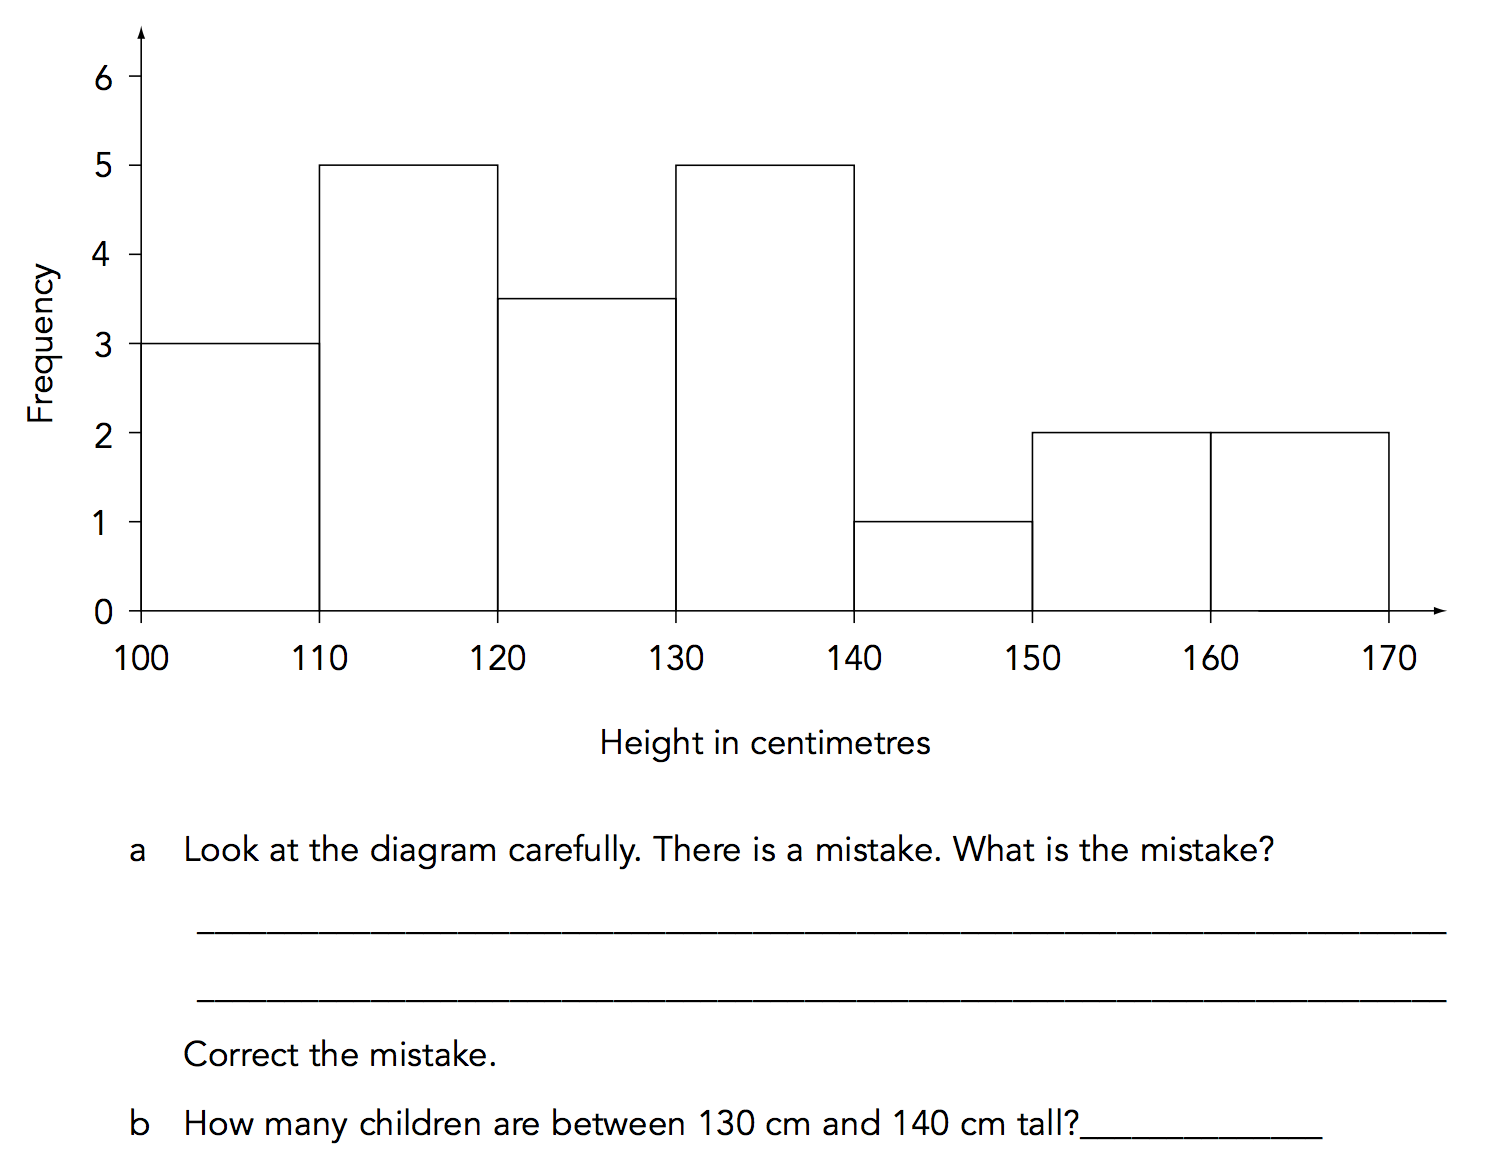 6
5
4
3
2
1
0
Frequency
100 110 120 130 140 150 160 170
Height in centimetres
a Look at the diagram carefully. There is a mistake. What is the mistake?
Correct the mistake.
b How many children are between 130 cm and 140 cm tall?